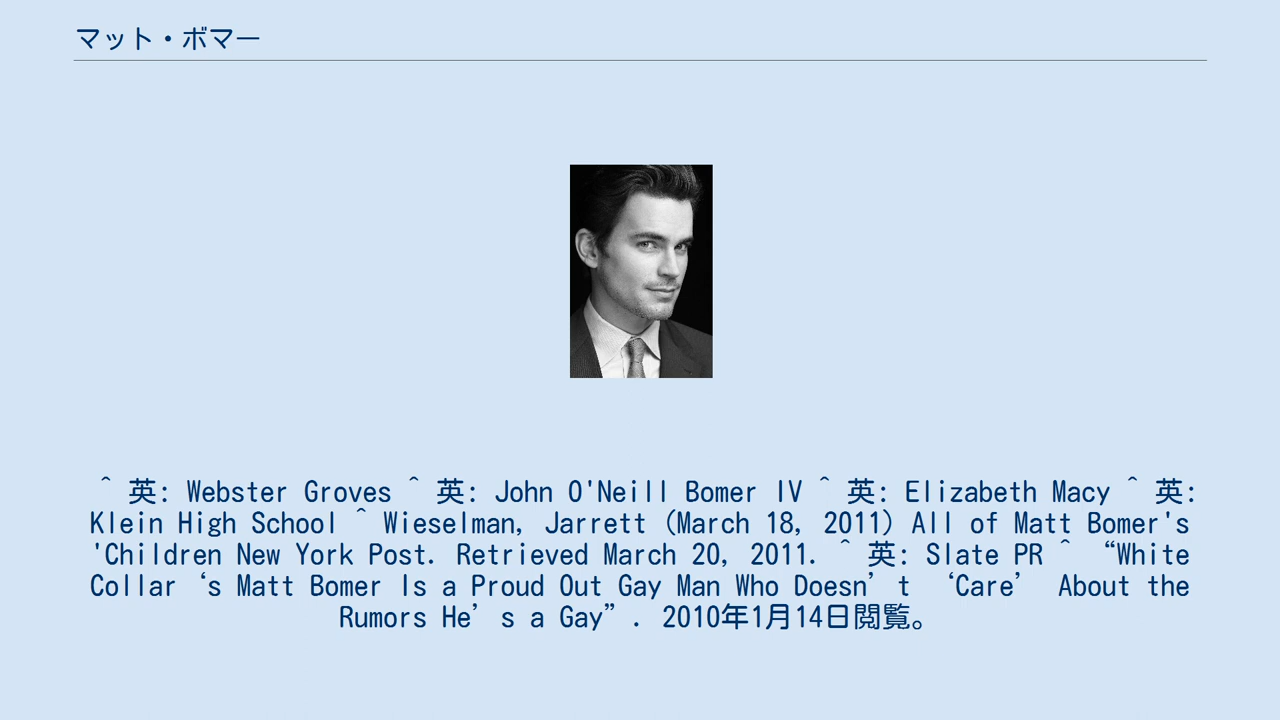 マット・ボマー
^ 英: Webster Groves ^ 英: John O'Neill Bomer IV ^ 英: Elizabeth Macy ^ 英:
Klein High School ^ Wieselman, Jarrett (March 18, 2011) All of Matt Bomer's
'Children New York Post. Retrieved March 20, 2011. ^ 英: Slate PR ^ “White
Collar ‘s Matt Bomer Is a Proud Out Gay Man Who Doesn’t ‘Care’ About the
Rumors He’s a Gay”. 2010年1月14日閲覧。